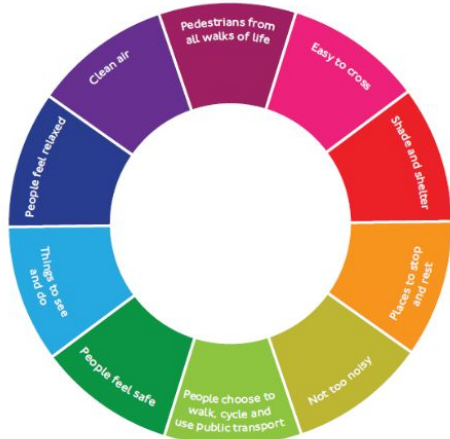 Pedestrians from
all walks of life
Easy to cross
Shade and shelter
Places to stop
and rest
Not too noisy
People choose to
walk, cycle and
use public transport
People feel safe
Things to see
and do
People feel relaxed
Clean air